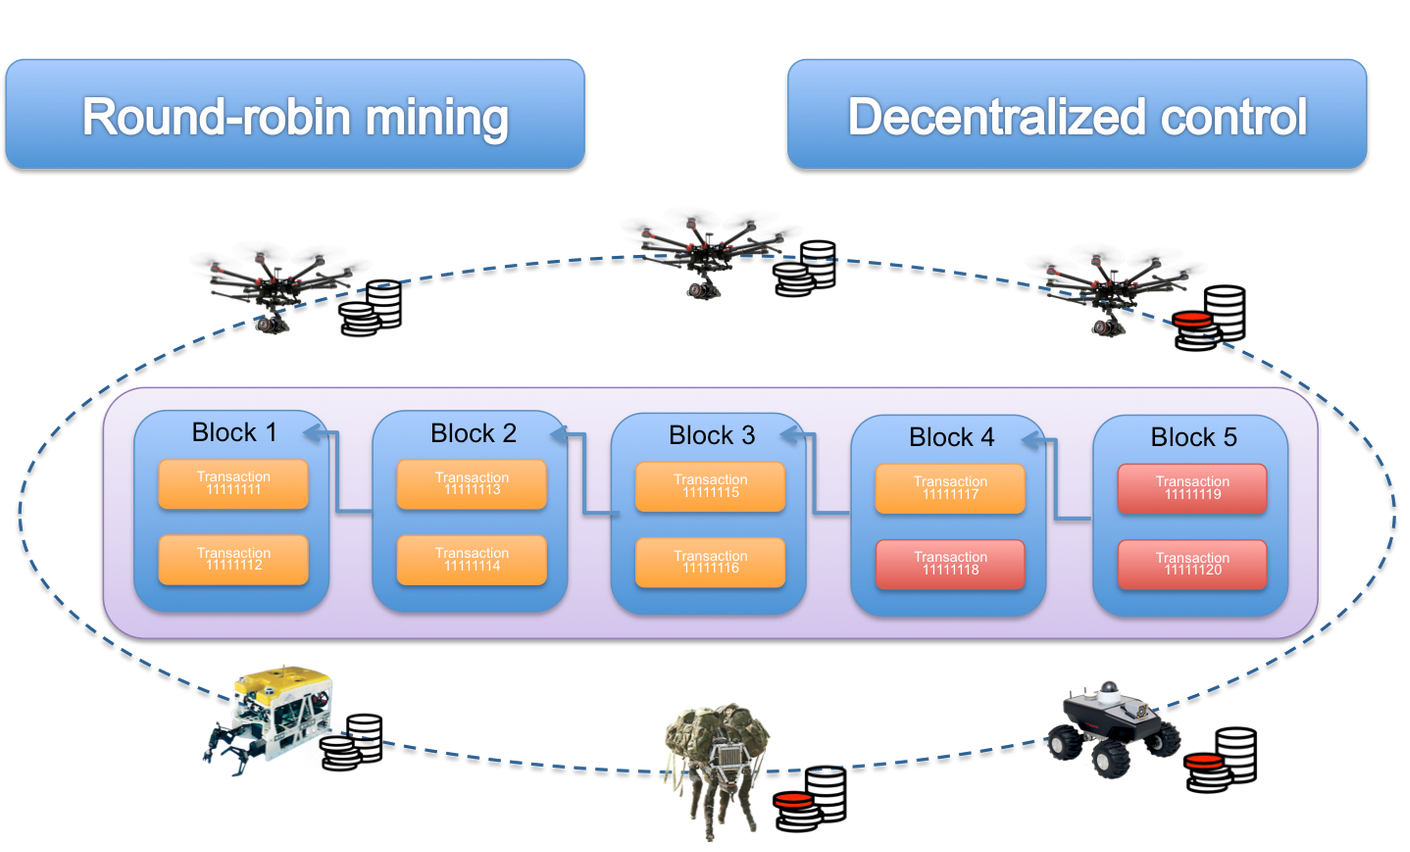 Round-robin mining
Decentralized control
Block 1
Transaction
11111111
Transaction
11111112
Block 2
Transaction
11111113
Transaction
11111114
Block 3
Transaction
11111115
Transaction
11111116
Block 4
Transaction
11111117
Transaction
11111118
Block 5
Transaction
11111119
Transaction
11111120